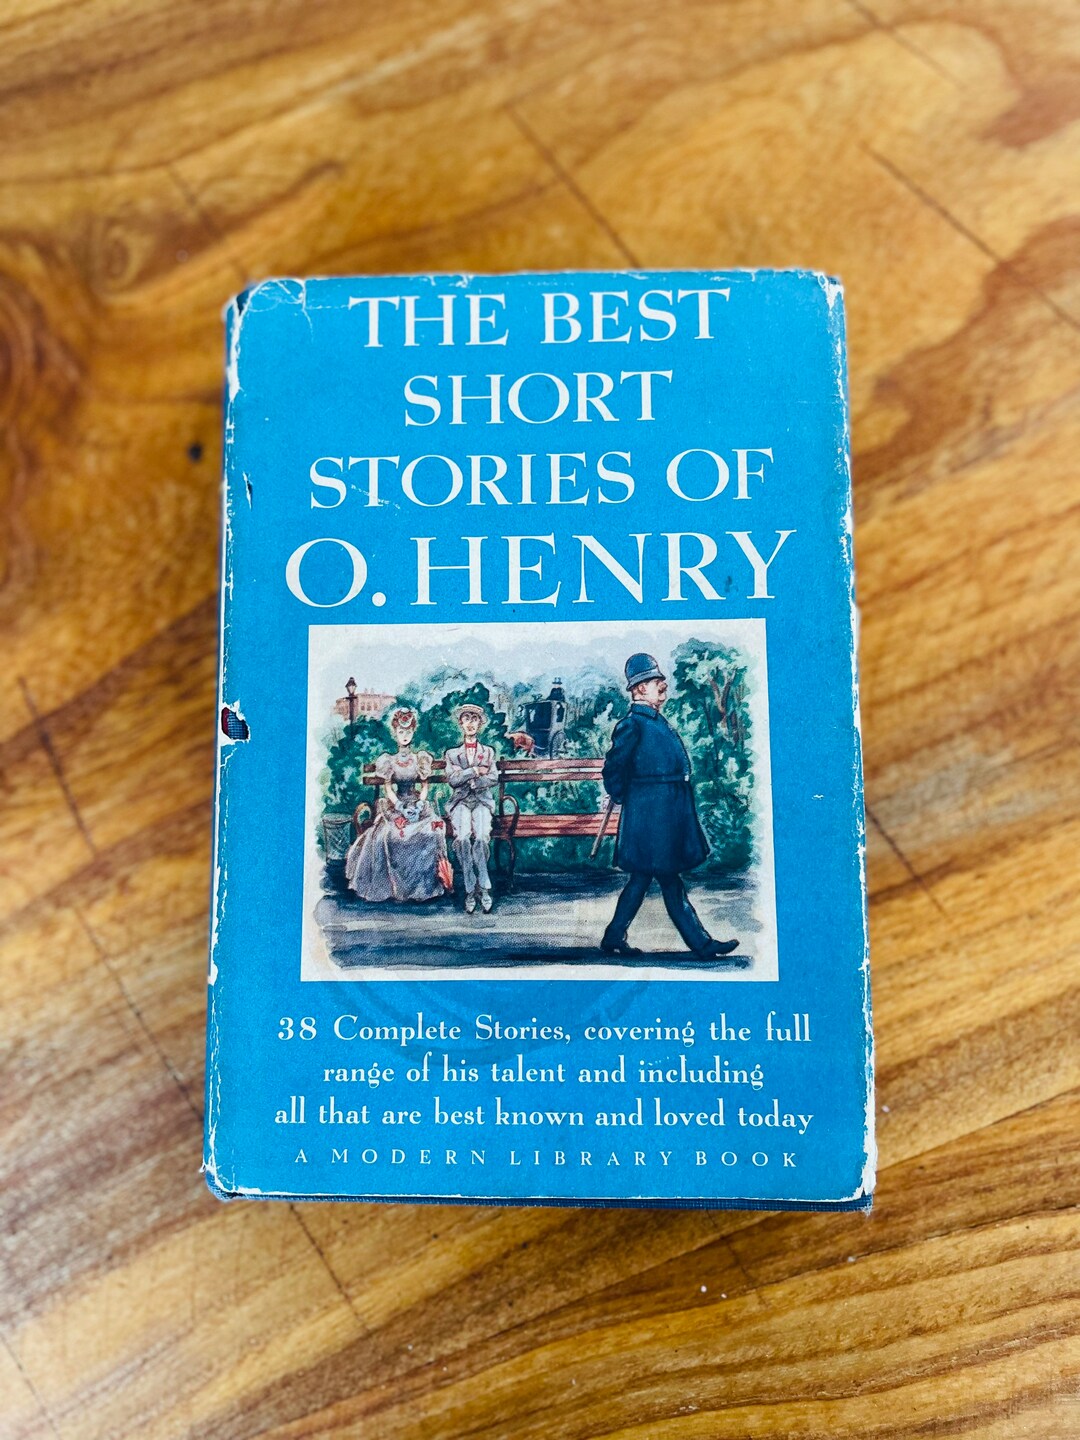 THE BEST
SHORT
STORIES OF
O. HENRY
38 Complete Stories, covering the full
range of his talent and including
all that are best known and loved today
A MODERN LIBRARY BOOK